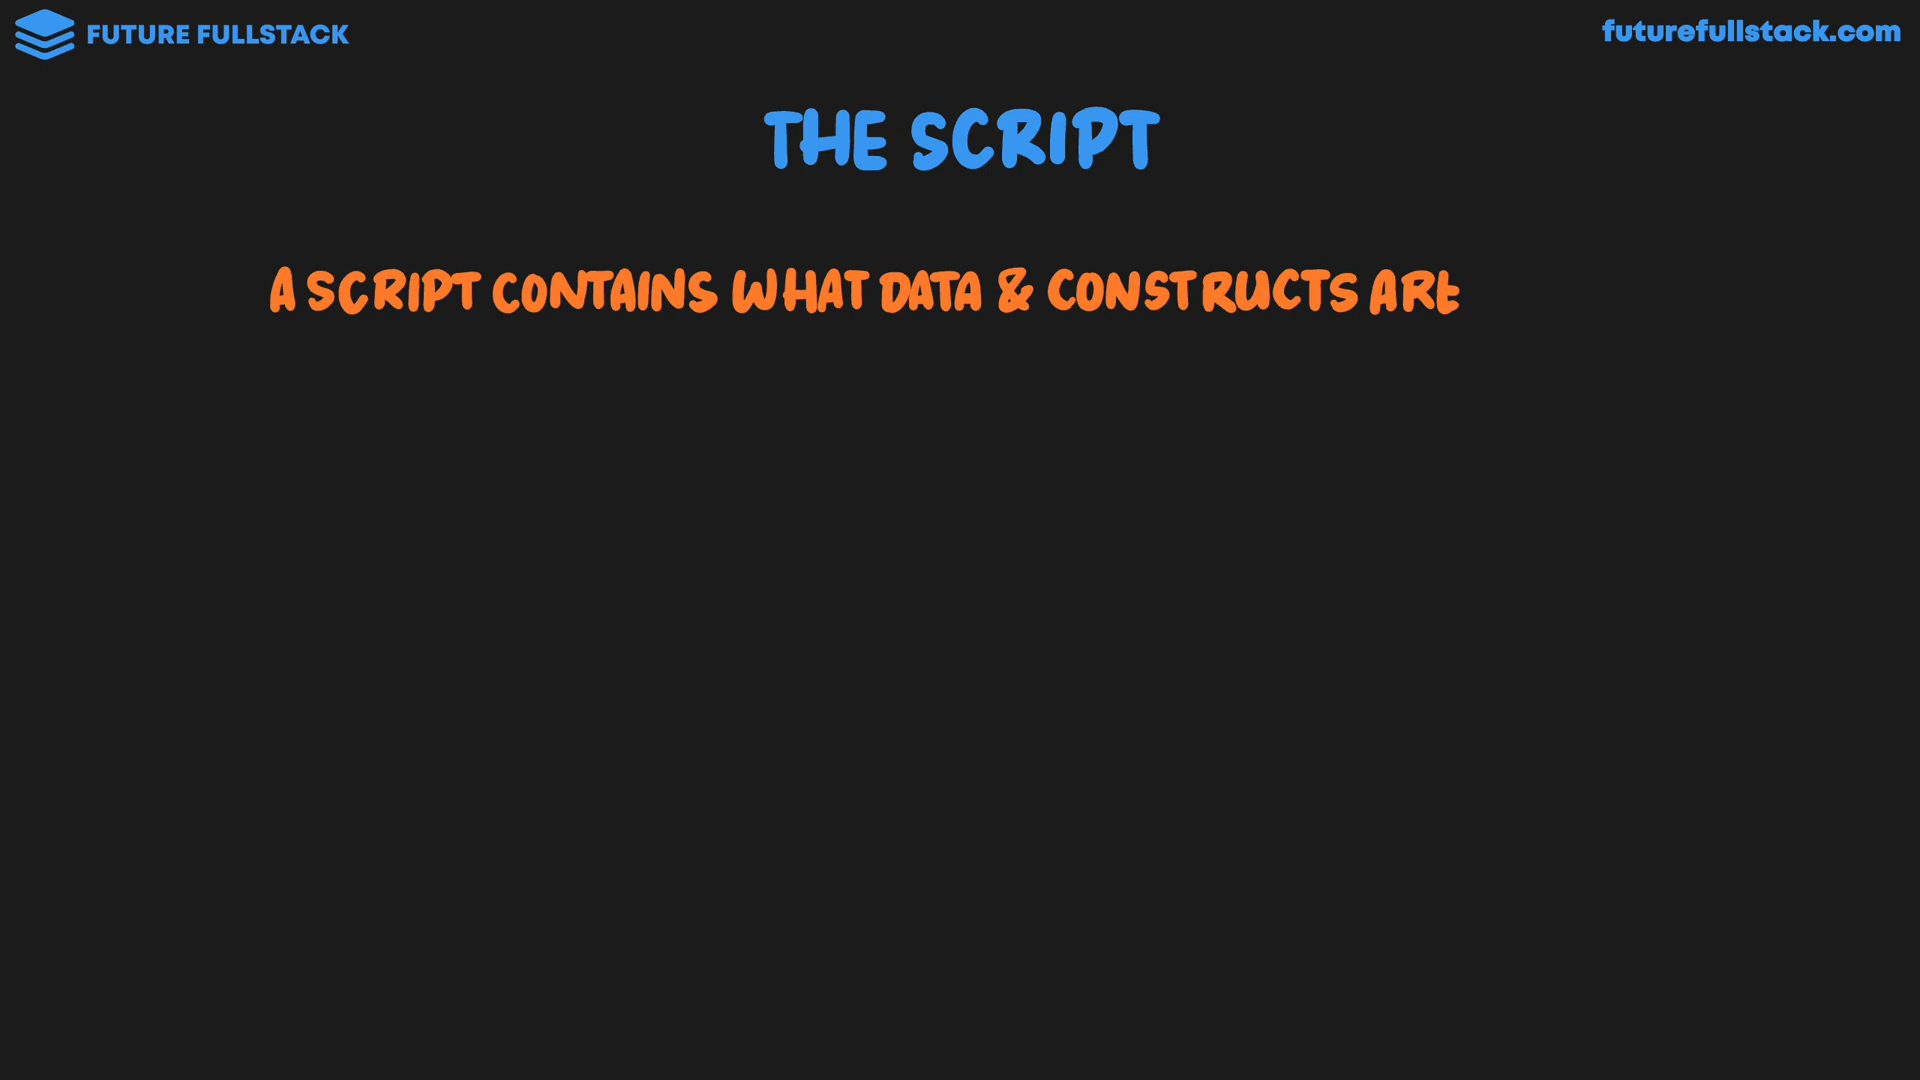 FUTURE FULLSTACK
futurefullstack.com
THE SCRIPT
A SCRIPT CONTAINS WHAT DATA & CONSTRUCTS ARE